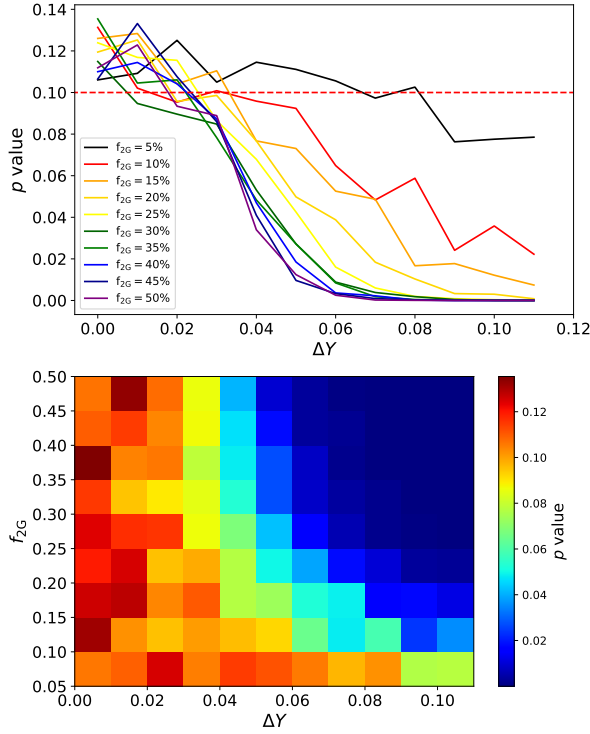 0.14
0.12
0.10
0.08
0.06
0.04
0.02
0.00
p value
f2G = 5%
f2G = 10%
f2G = 15%
f2G = 20%
f2G = 25%
f2G = 30%
f2G = 35%
f2G = 40%
f2G = 45%
f2G = 50%
0.00 0.02 0.04 0.06 0.08 0.10 0.12
ΔY
0.50
0.45
0.40
0.35
0.30
0.25
0.20
0.15
0.10
0.05
f2G
0.00 0.02 0.04 0.06 0.08 0.10
ΔY
0.12
0.10
0.08
0.06
0.04
0.02
p value